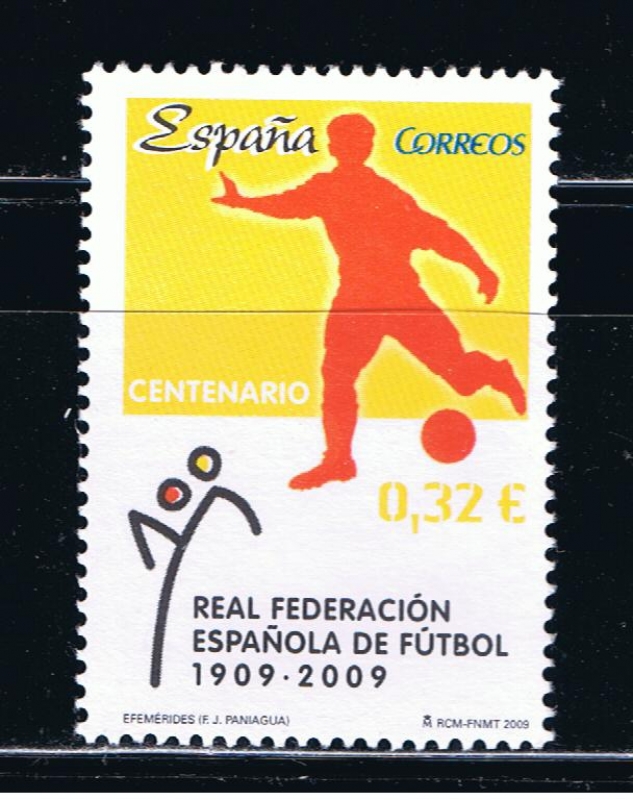 España CORREOS
CENTENARIO
0,32 €
REAL FEDERACIÓN
ESPAÑOLA DE FÚTBOL
1909·2009
EFEMÉRIDES (F. J. PANIAGUA) RCM-FNMT 2009